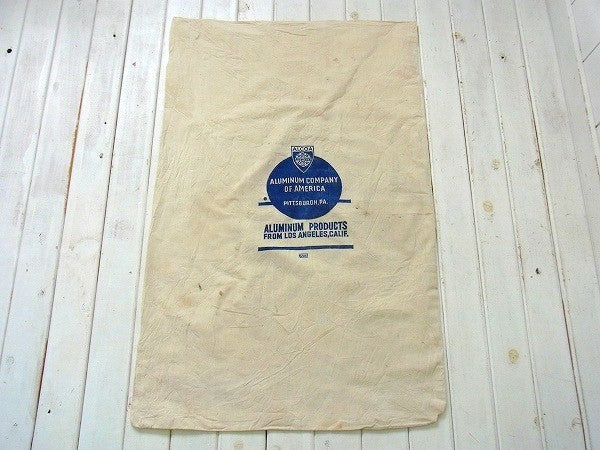 ALCOA
ALUMINUM COMPANY
OF AMERICA
PITTSBURGH, PA.
ALUMINUM PRODUCTS
FROM LOS ANGELES, CALIF.